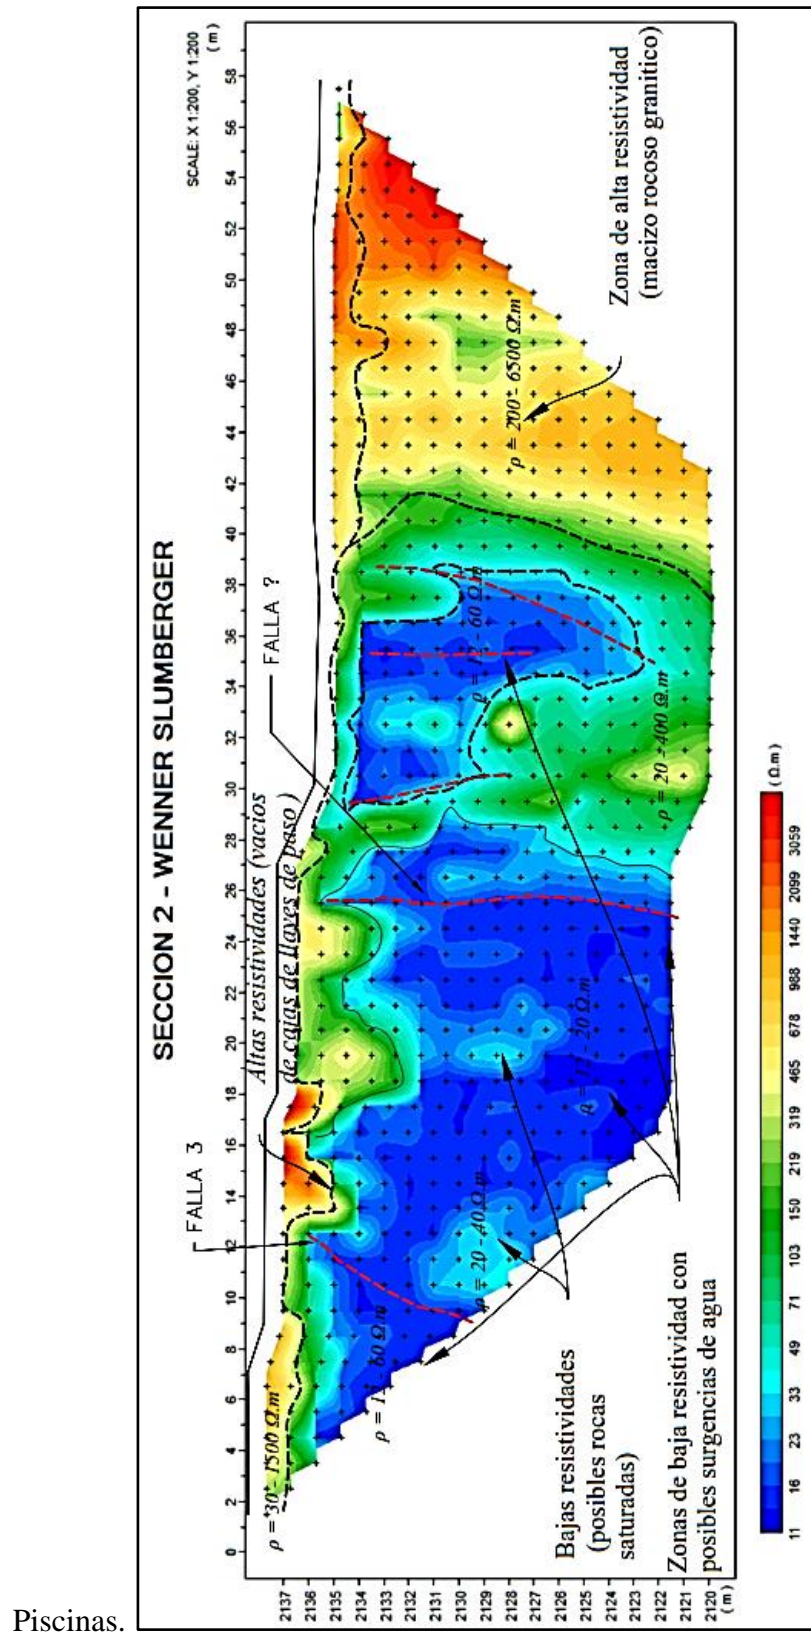 SECCION 2 - WENNER SLUMBERGER
SCALE: X 1:200, Y 1:200
( m )
0 2 4 6 8 10 12 14 16 18 20 22 24 26 28 30 32 34 36 38 40 42 44 46 48 50 52 54 56 58
FALLA 3
FALLA ?
Altas resistividades (vacios
de cajas de llaves de paso)
ρ = 30 - 1500 Ω.m
ρ = 12 - 60 Ω.m
ρ = 20 - 40 Ω.m
ρ = 12 - 20 Ω.m
ρ = 12 - 60 Ω.m
ρ = 20 - 400 Ω.m
ρ = 200 - 6500 Ω.m
Zona de alta resistividad
(macizo rocoso granitico)
Bajas resistividades
(posibles rocas
saturadas)
Zonas de baja resistividad con
posibles surgencias de agua
2137
2136
2135
2134
2133
2132
2131
2130
2129
2128
2127
2126
2125
2124
2123
2122
2121
2120
( m )
11 16 23 33 49 71 103 150 219 319 465 678 988 1440 2099 3059
( Ω.m )
Piscinas.